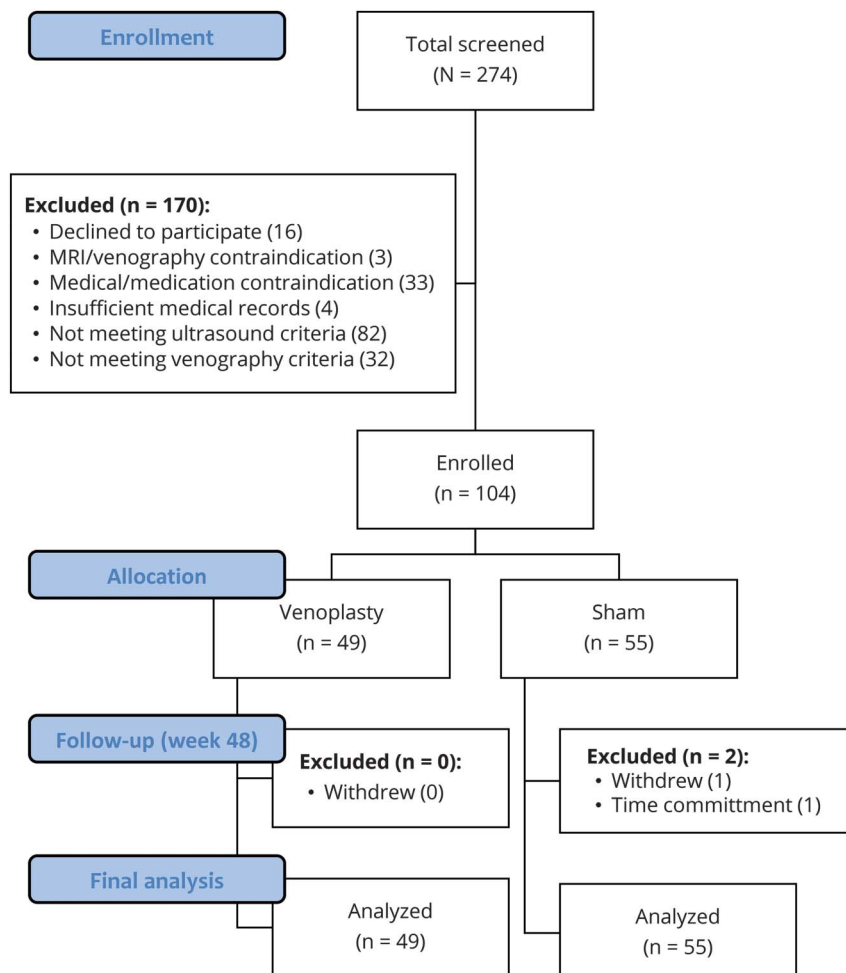 Enrollment
Total screened
(N = 274)
Excluded (n = 170):
• Declined to participate (16)
• MRI/venography contraindication (3)
• Medical/medication contraindication (33)
• Insufficient medical records (4)
• Not meeting ultrasound criteria (82)
• Not meeting venography criteria (32)
Enrolled
(n = 104)
Allocation
Venoplasty
(n = 49)
Sham
(n = 55)
Follow-up (week 48)
Excluded (n = 0):
• Withdrew (0)
Excluded (n = 2):
• Withdrew (1)
• Time committment (1)
Final analysis
Analyzed
(n = 49)
Analyzed
(n = 55)